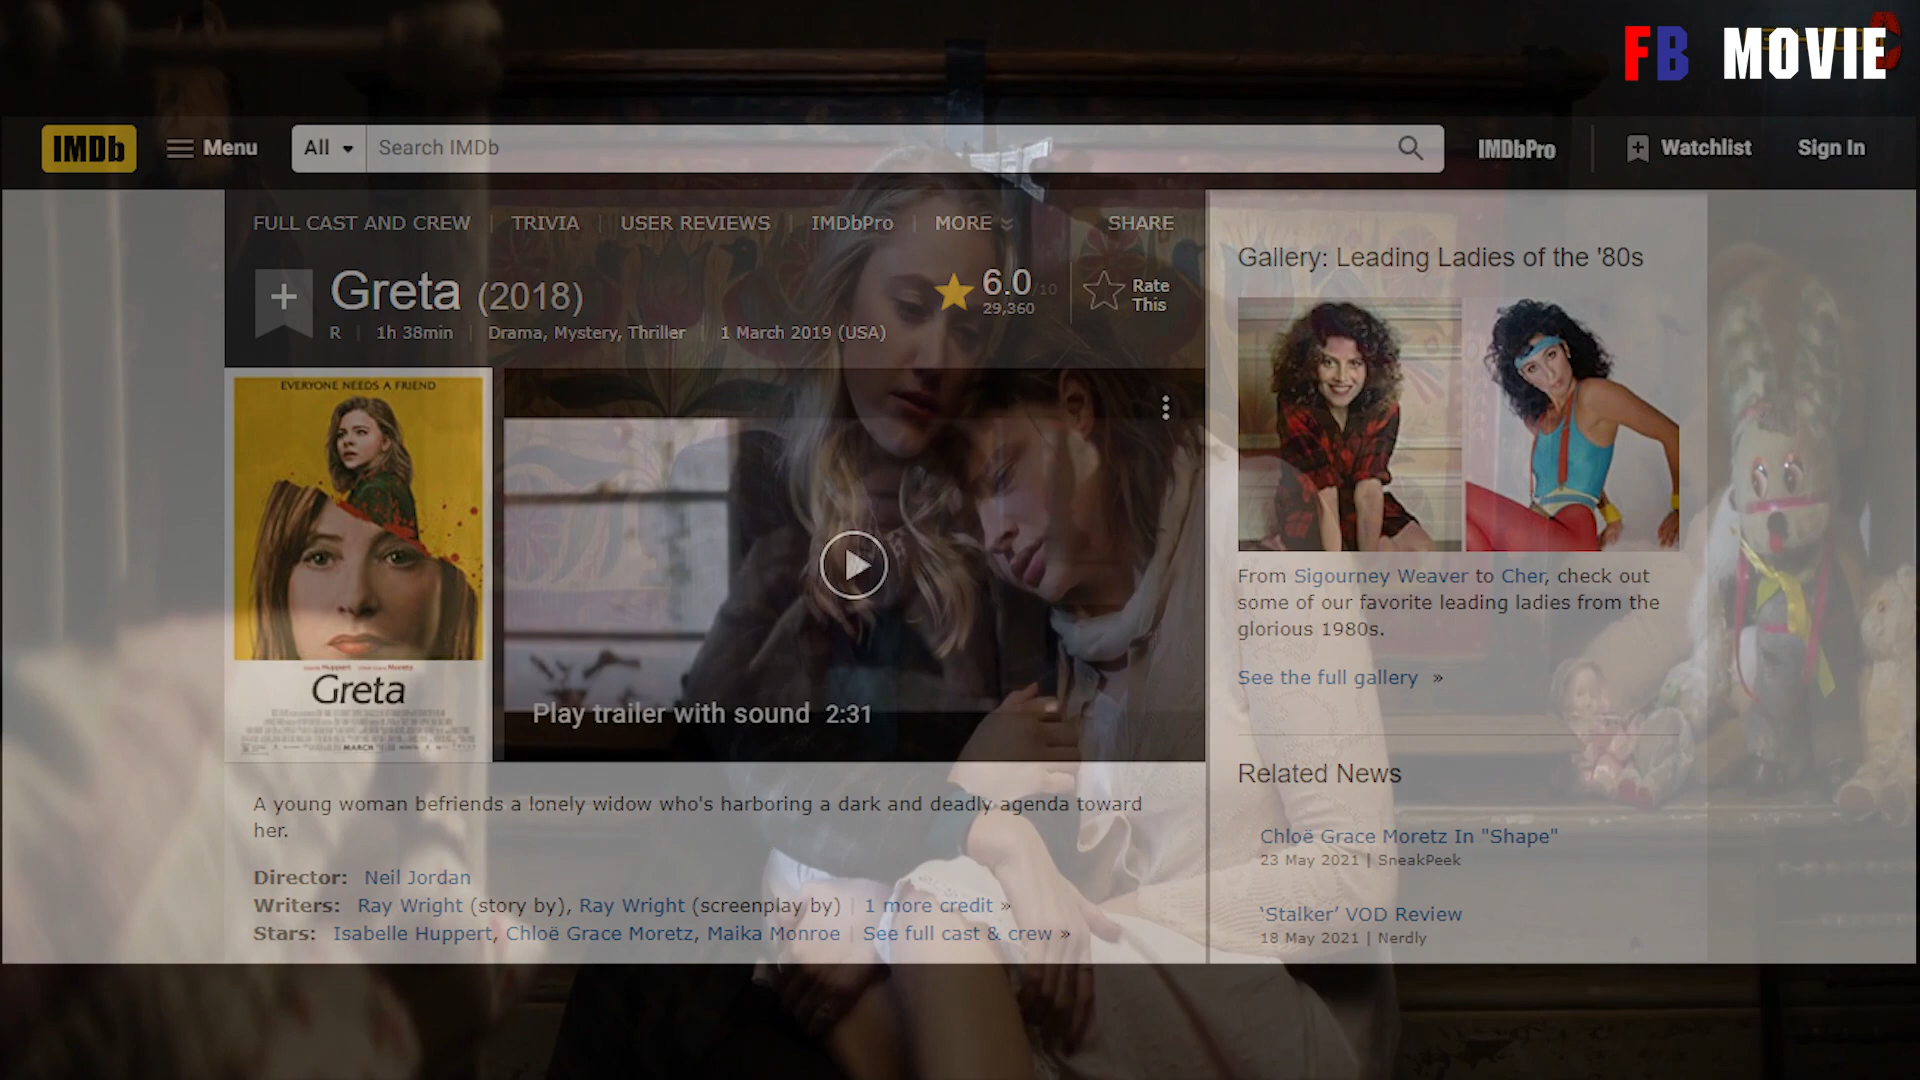 FB MOVIE
IMDb
Menu
All
Search IMDb
IMDbPro
Watchlist
Sign In
FULL CAST AND CREW | TRIVIA | USER REVIEWS | IMDbPro | MORE
SHARE
Greta (2018)
6.0/10
29,360
Rate
This
R | 1h 38min | Drama, Mystery, Thriller | 1 March 2019 (USA)
EVERYONE NEEDS A FRIEND
Greta
MARCH
Play trailer with sound 2:31
A young woman befriends a lonely widow who's harboring a dark and deadly agenda toward
her.
Director: Neil Jordan
Writers: Ray Wright (story by), Ray Wright (screenplay by) | 1 more credit »
Stars: Isabelle Huppert, Chloë Grace Moretz, Maika Monroe | See full cast & crew »
Gallery: Leading Ladies of the '80s
From Sigourney Weaver to Cher, check out
some of our favorite leading ladies from the
glorious 1980s.
See the full gallery »
Related News
Chloë Grace Moretz In "Shape"
23 May 2021 | SneakPeek
‘Stalker’ VOD Review
18 May 2021 | Nerdly